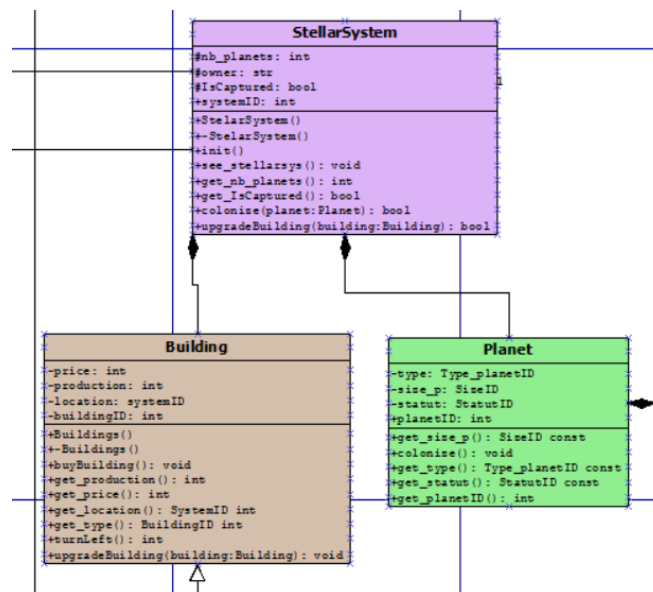 StellarSystem
#nb_planets: int
#owner: str
#IsCaptured: bool
+systemID: int
1
+StelarSystem()
+-StelarSystem()
+init()
+see_stellarsys(): void
+get_nb_planets(): int
+get_IsCaptured(): bool
+colonize(planet:Planet): bool
+upgradeBuilding(building:Building): bool
Building
-price: int
-production: int
-location: systemID
-buildingID: int
+Buildings()
+-Buildings()
+buyBuilding(): void
+get_production(): int
+get_price(): int
+get_location(): SystemID int
+get_type(): BuildingID int
+turnLeft(): int
+upgradeBuilding(building:Building): void
Planet
-type: Type_planetID
-size_p: SizeID
-statut: StatutID
+planetID: int
+get_size_p(): SizeID const
+colonize(): void
+get_type(): Type_planetID const
+get_statut(): StatutID const
+get_planetID(): int